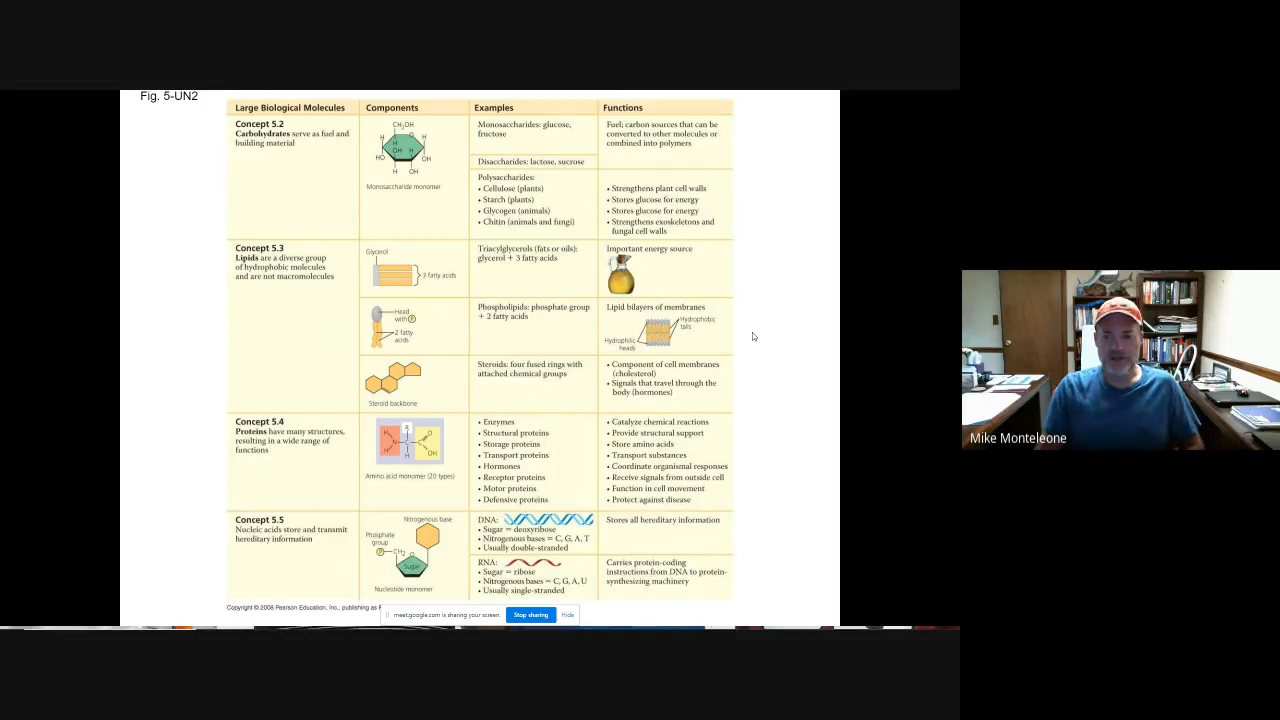 Fig. 5-UN2
Large Biological Molecules
Components
Examples
Functions
Concept 5.2
Carbohydrates serve as fuel and
building material
CH₂OH
H
O
H
H
OH
H
HO
OH
H
OH
Monosaccharide monomer
Monosaccharides: glucose,
fructose
Fuel; carbon sources that can be
converted to other molecules or
combined into polymers
Disaccharides: lactose, sucrose
Polysaccharides:
• Cellulose (plants)
• Starch (plants)
• Glycogen (animals)
• Chitin (animals and fungi)
• Strengthens plant cell walls
• Stores glucose for energy
• Stores glucose for energy
• Strengthens exoskeletons and
fungal cell walls
Concept 5.3
Lipids are a diverse group
of hydrophobic molecules
and are not macromolecules
Glycerol
3 fatty acids
Triacylglycerols (fats or oils):
glycerol + 3 fatty acids
Important energy source
Head
with P
2 fatty
acids
Phospholipids: phosphate group
+ 2 fatty acids
Lipid bilayers of membranes
Hydrophobic
tails
Hydrophilic
heads
Steroid backbone
Steroids: four fused rings with
attached chemical groups
• Component of cell membranes
(cholesterol)
• Signals that travel through the
body (hormones)
Concept 5.4
Proteins have many structures,
resulting in a wide range of
functions
R
H
O
N
C
C
H
H
OH
Amino acid monomer (20 types)
• Enzymes
• Structural proteins
• Storage proteins
• Transport proteins
• Hormones
• Receptor proteins
• Motor proteins
• Defensive proteins
• Catalyze chemical reactions
• Provide structural support
• Store amino acids
• Transport substances
• Coordinate organismal responses
• Receive signals from outside cell
• Function in cell movement
• Protect against disease
Concept 5.5
Nucleic acids store and transmit
hereditary information
Nitrogenous base
Phosphate
group
P
CH₂
O
Sugar
Nucleotide monomer
DNA:
• Sugar = deoxyribose
• Nitrogenous bases = C, G, A, T
• Usually double-stranded
Stores all hereditary information
RNA:
• Sugar = ribose
• Nitrogenous bases = C, G, A, U
• Usually single-stranded
Carries protein-coding
instructions from DNA to protein-
synthesizing machinery
Copyright © 2008 Pearson Education, Inc., publishing as
meet.google.com is sharing your screen.
Stop sharing
Hide
Mike Monteleone